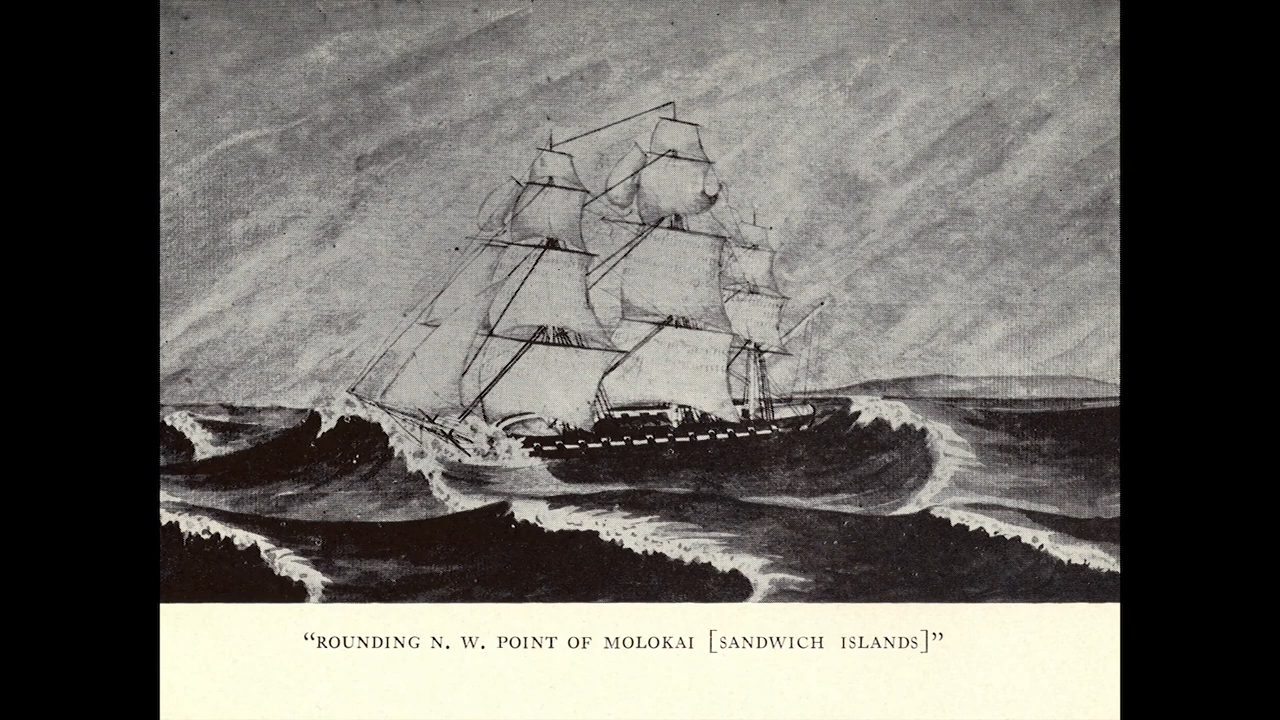 “ROUNDING N. W. POINT OF MOLOKAI [SANDWICH ISLANDS]”